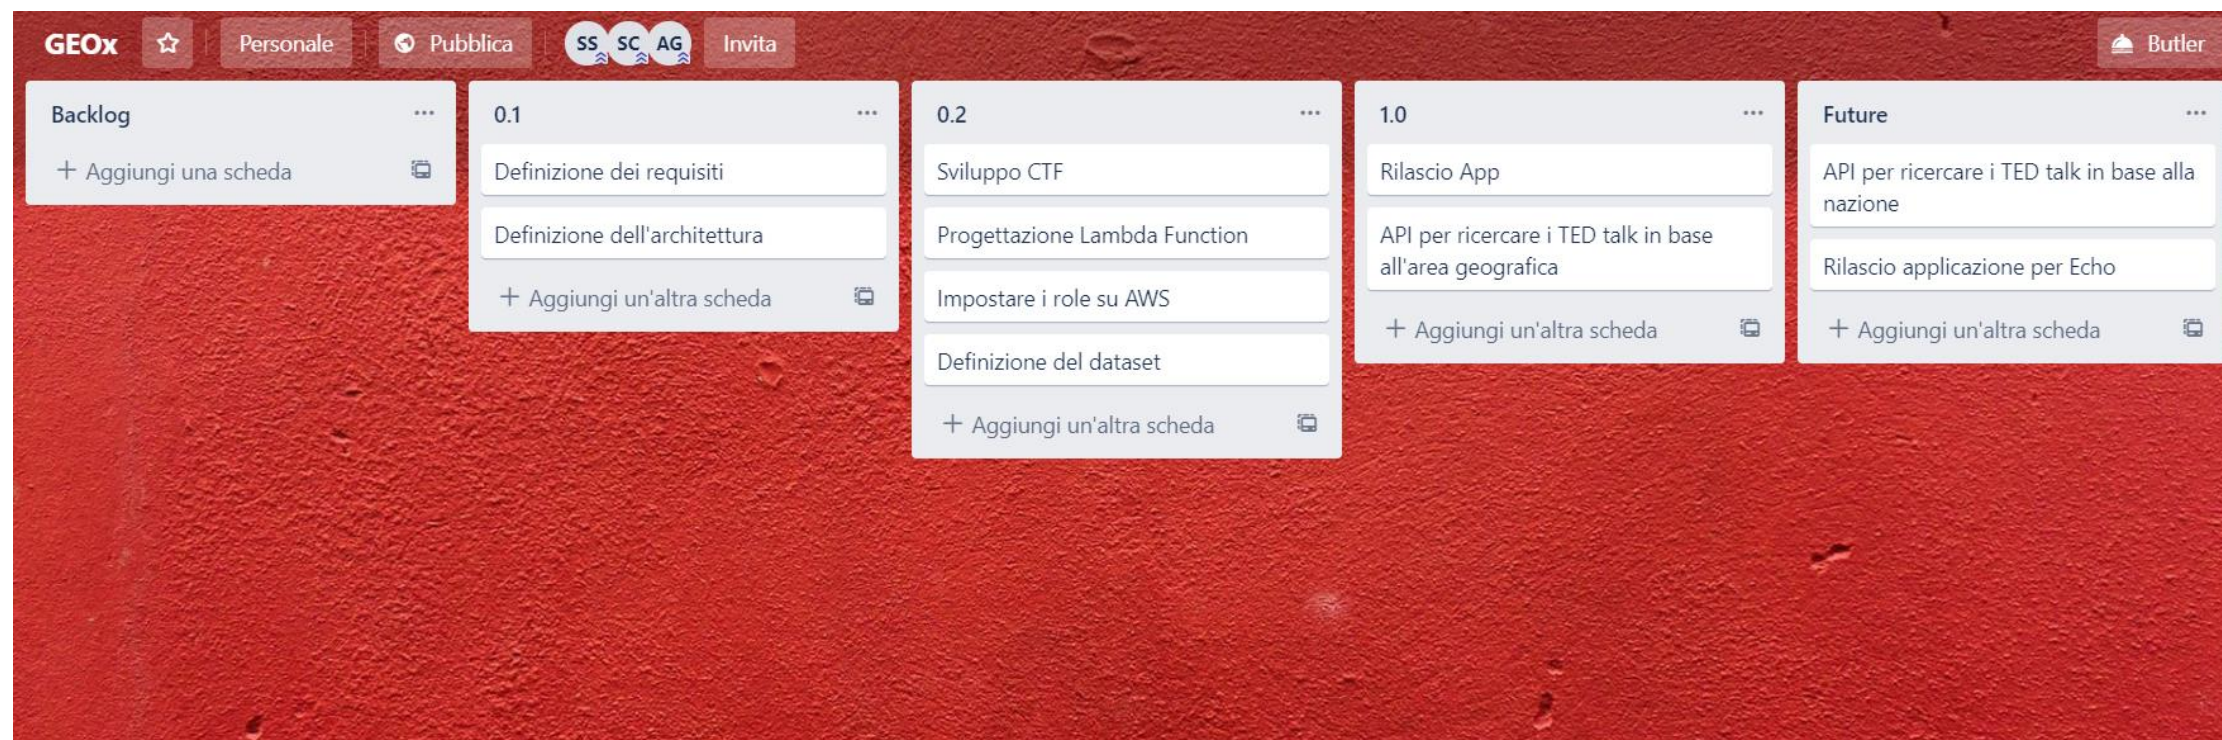 GEOx Personale Pubblica SS SC AG Invita Butler
Backlog
+ Aggiungi una scheda
0.1
Definizione dei requisiti
Definizione dell'architettura
+ Aggiungi un'altra scheda
0.2
Sviluppo CTF
Progettazione Lambda Function
Impostare i role su AWS
Definizione del dataset
+ Aggiungi un'altra scheda
1.0
Rilascio App
API per ricercare i TED talk in base
all'area geografica
+ Aggiungi un'altra scheda
Future
API per ricercare i TED talk in base alla
nazione
Rilascio applicazione per Echo
+ Aggiungi un'altra scheda